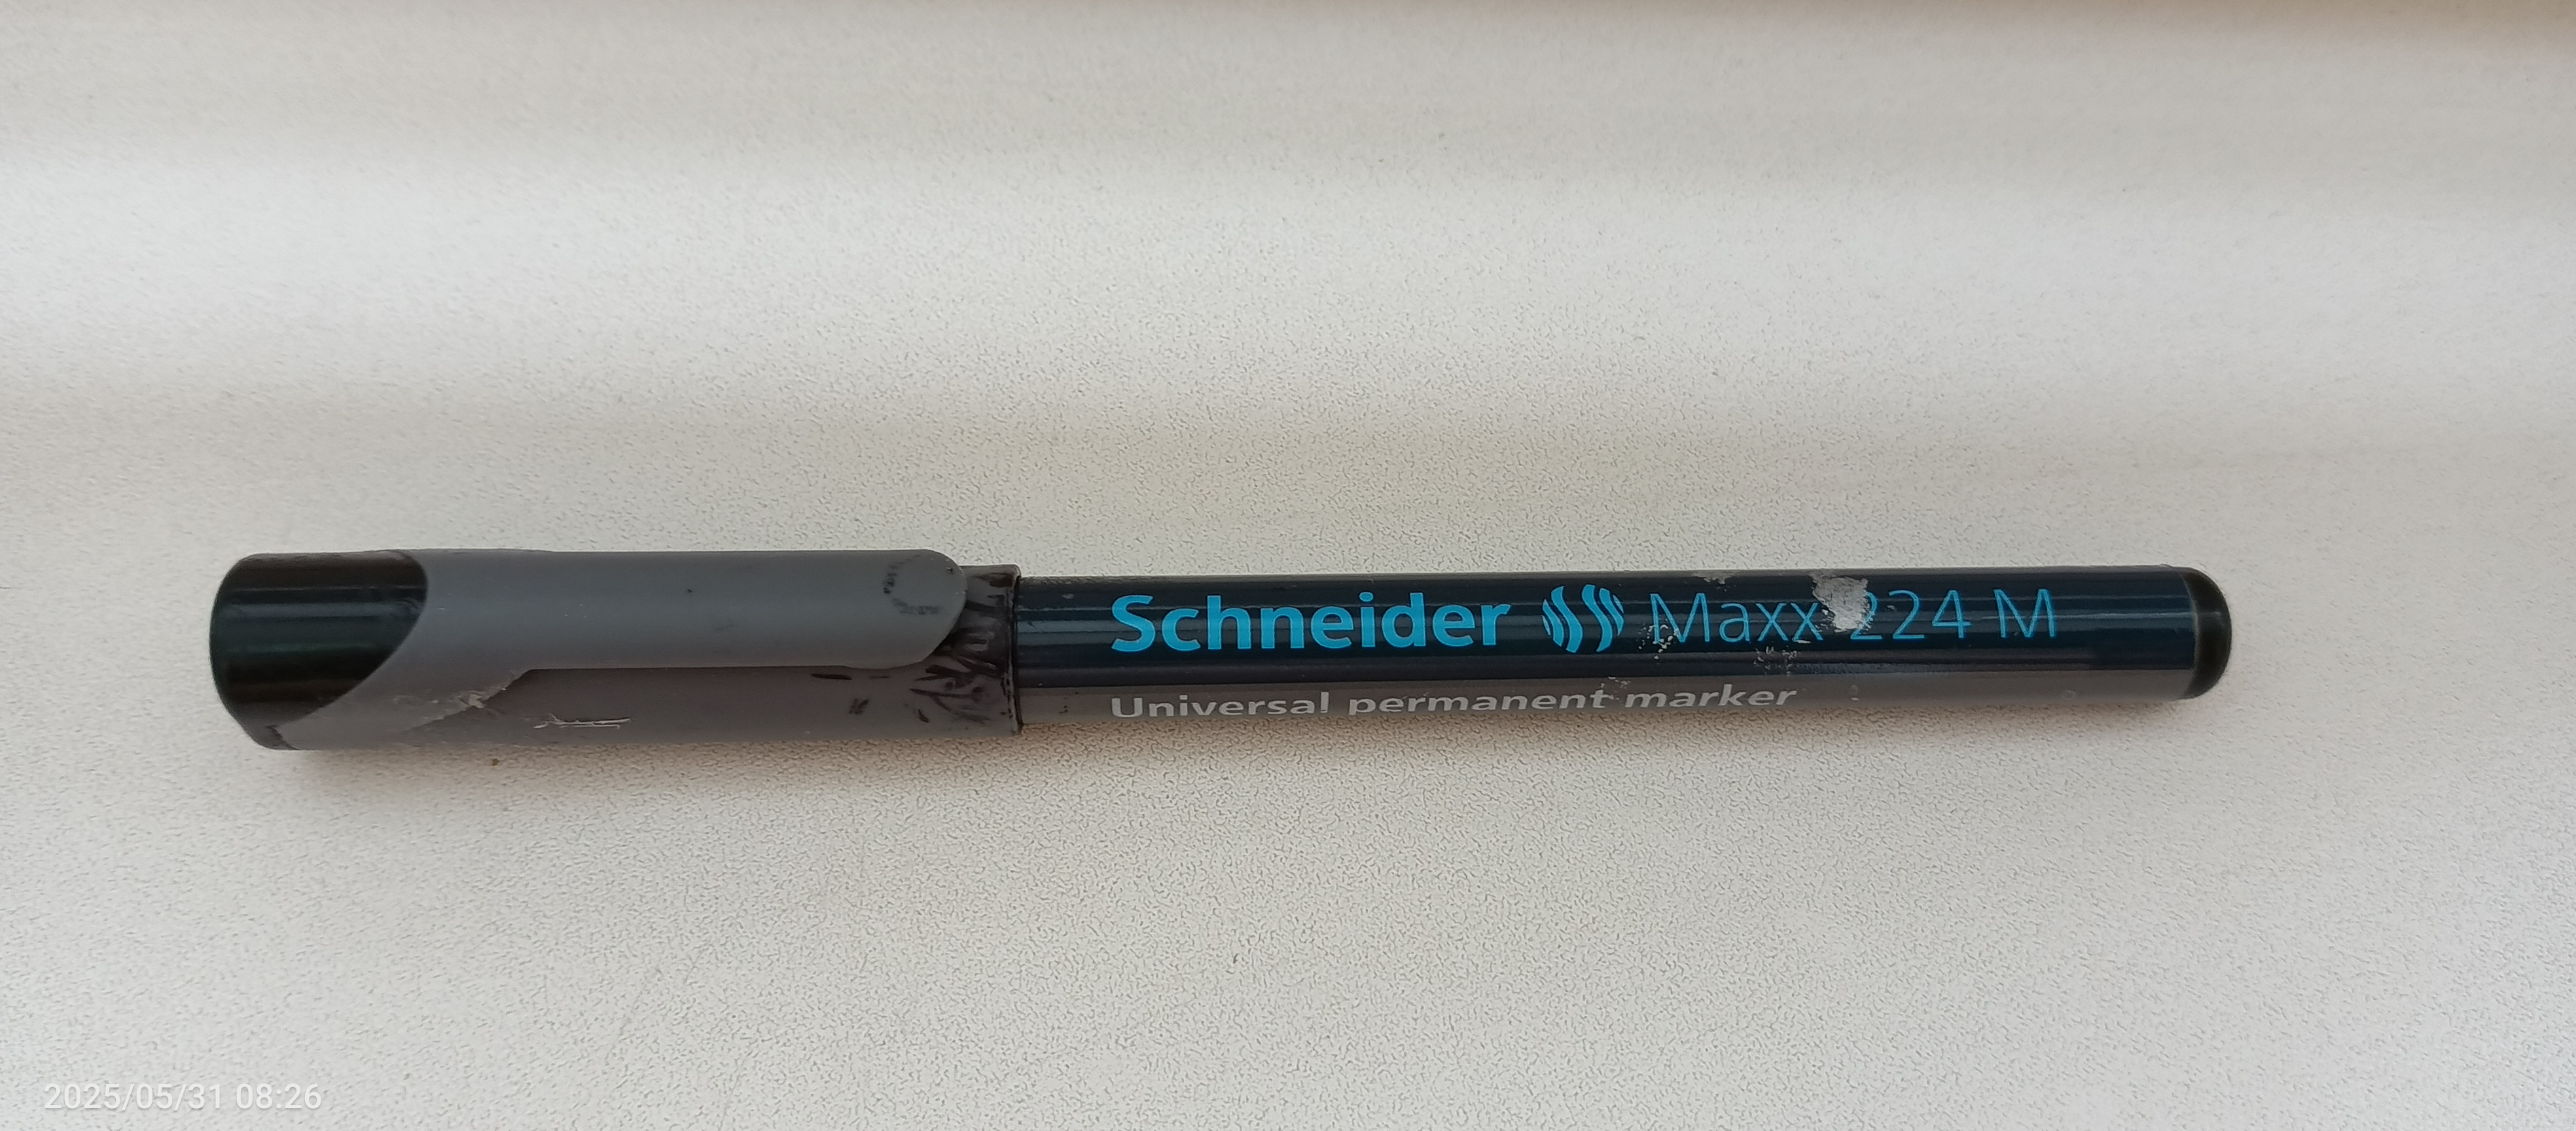 Schneider Maxx 224 M
Universal permanent marker
2025/05/31 08:26